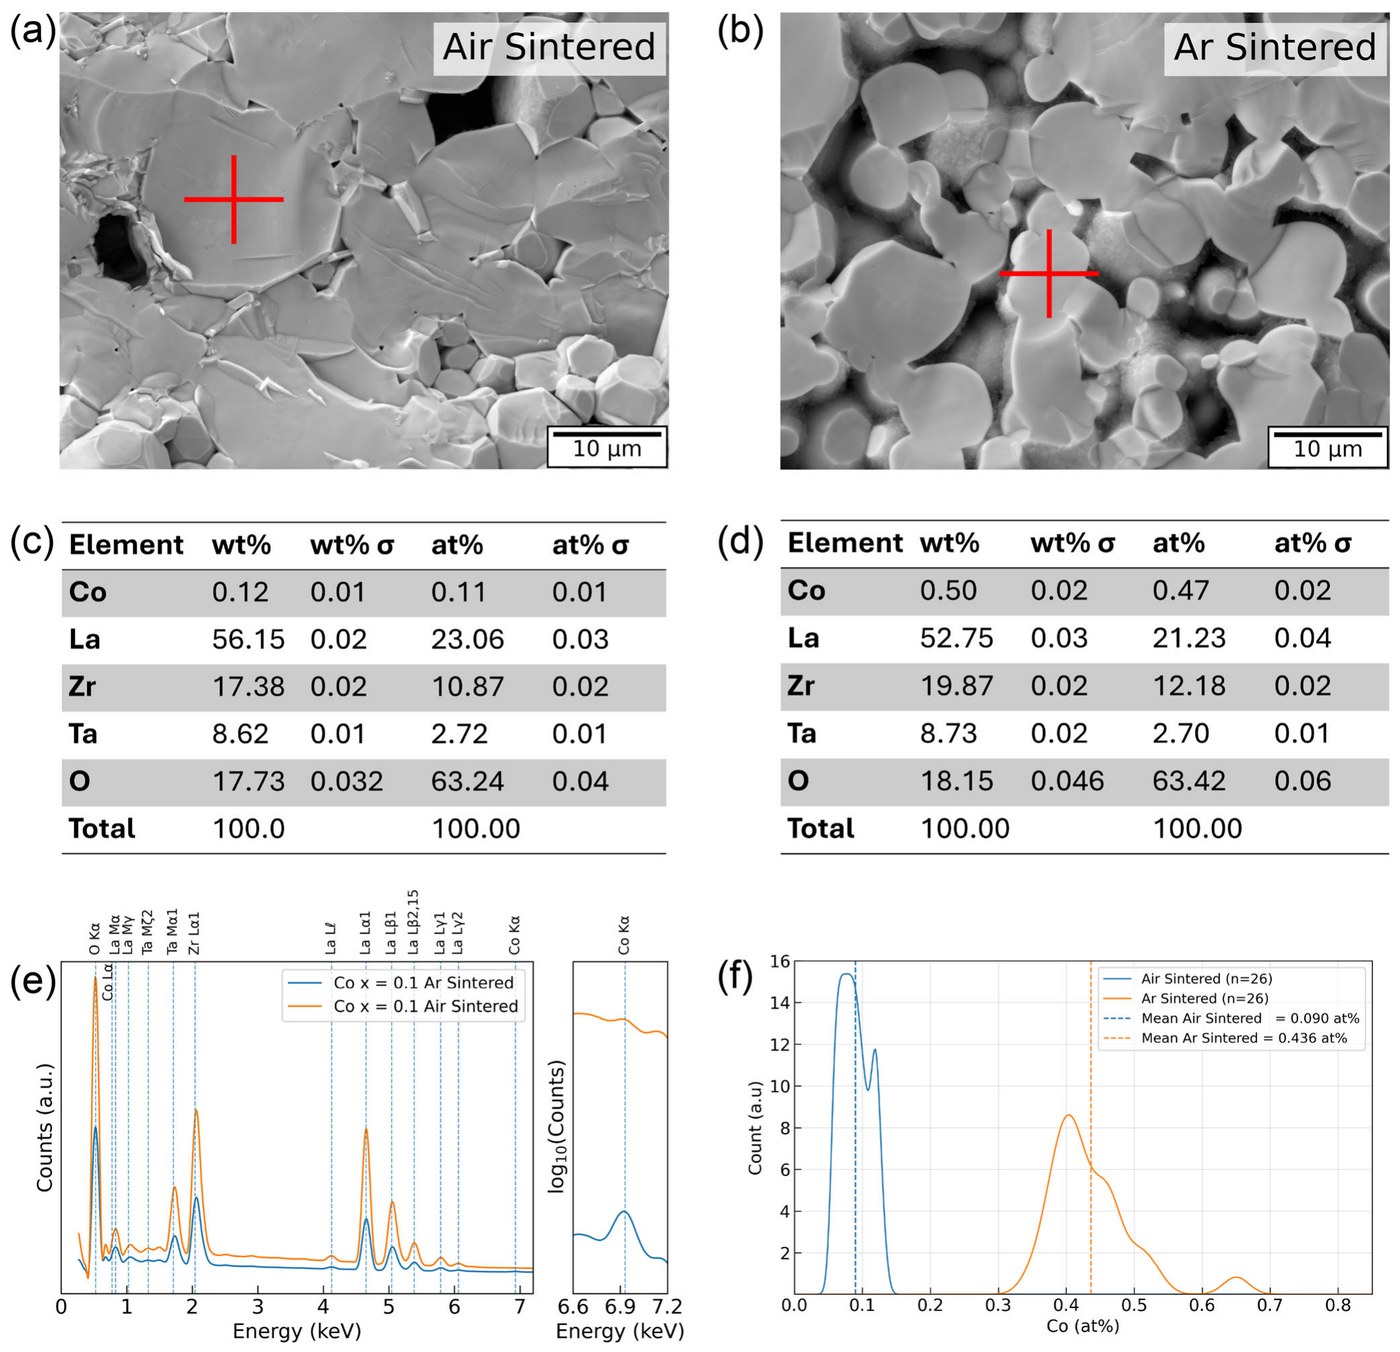 (a)
Air Sintered
10 µm
(b)
Ar Sintered
10 µm
(c)
Element wt% wt% σ at% at% σ
Co 0.12 0.01 0.11 0.01
La 56.15 0.02 23.06 0.03
Zr 17.38 0.02 10.87 0.02
Ta 8.62 0.01 2.72 0.01
O 17.73 0.032 63.24 0.04
Total 100.0 100.00
(d)
Element wt% wt% σ at% at% σ
Co 0.50 0.02 0.47 0.02
La 52.75 0.03 21.23 0.04
Zr 19.87 0.02 12.18 0.02
Ta 8.73 0.02 2.70 0.01
O 18.15 0.046 63.42 0.06
Total 100.00 100.00
(e)
O Kα
Co Lα
La Mα
La Mγ
Ta Mζ2
Ta Mα1
Zr Lα1
La Lℓ
La Lα1
La Lβ1
La Lβ2,15
La Lγ1
La Lγ2
Co Kα
Co x = 0.1 Ar Sintered
Co x = 0.1 Air Sintered
Counts (a.u.)
0 1 2 3 4 5 6 7
Energy (keV)
Co Kα
log10(Counts)
6.6 6.9 7.2
Energy (keV)
(f)
16
14
12
10
8
6
4
2
Count (a.u)
Air Sintered (n=26)
Ar Sintered (n=26)
Mean Air Sintered = 0.090 at%
Mean Ar Sintered = 0.436 at%
0.0 0.1 0.2 0.3 0.4 0.5 0.6 0.7 0.8
Co (at%)